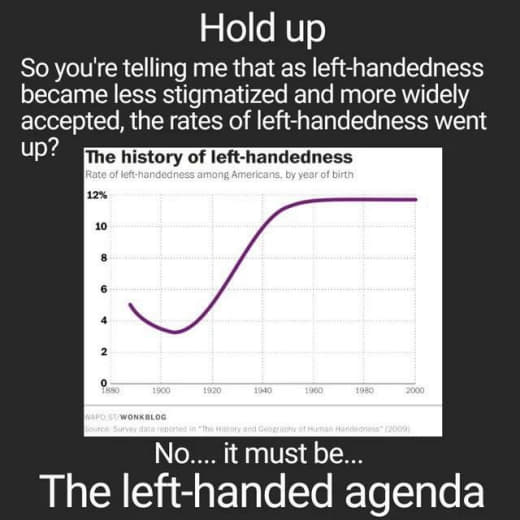 Hold up
So you're telling me that as left-handedness
became less stigmatized and more widely
accepted, the rates of left-handedness went
up?
The history of left-handedness
Rate of left-handedness among Americans, by year of birth
12%
10
8
6
4
2
0
1880 1900 1920 1940 1960 1980 2000
WAPO.ST/WONKBLOG
Source: Survey data reported in "The History and Geography of Human Handedness" (2009)
No.... it must be...
The left-handed agenda